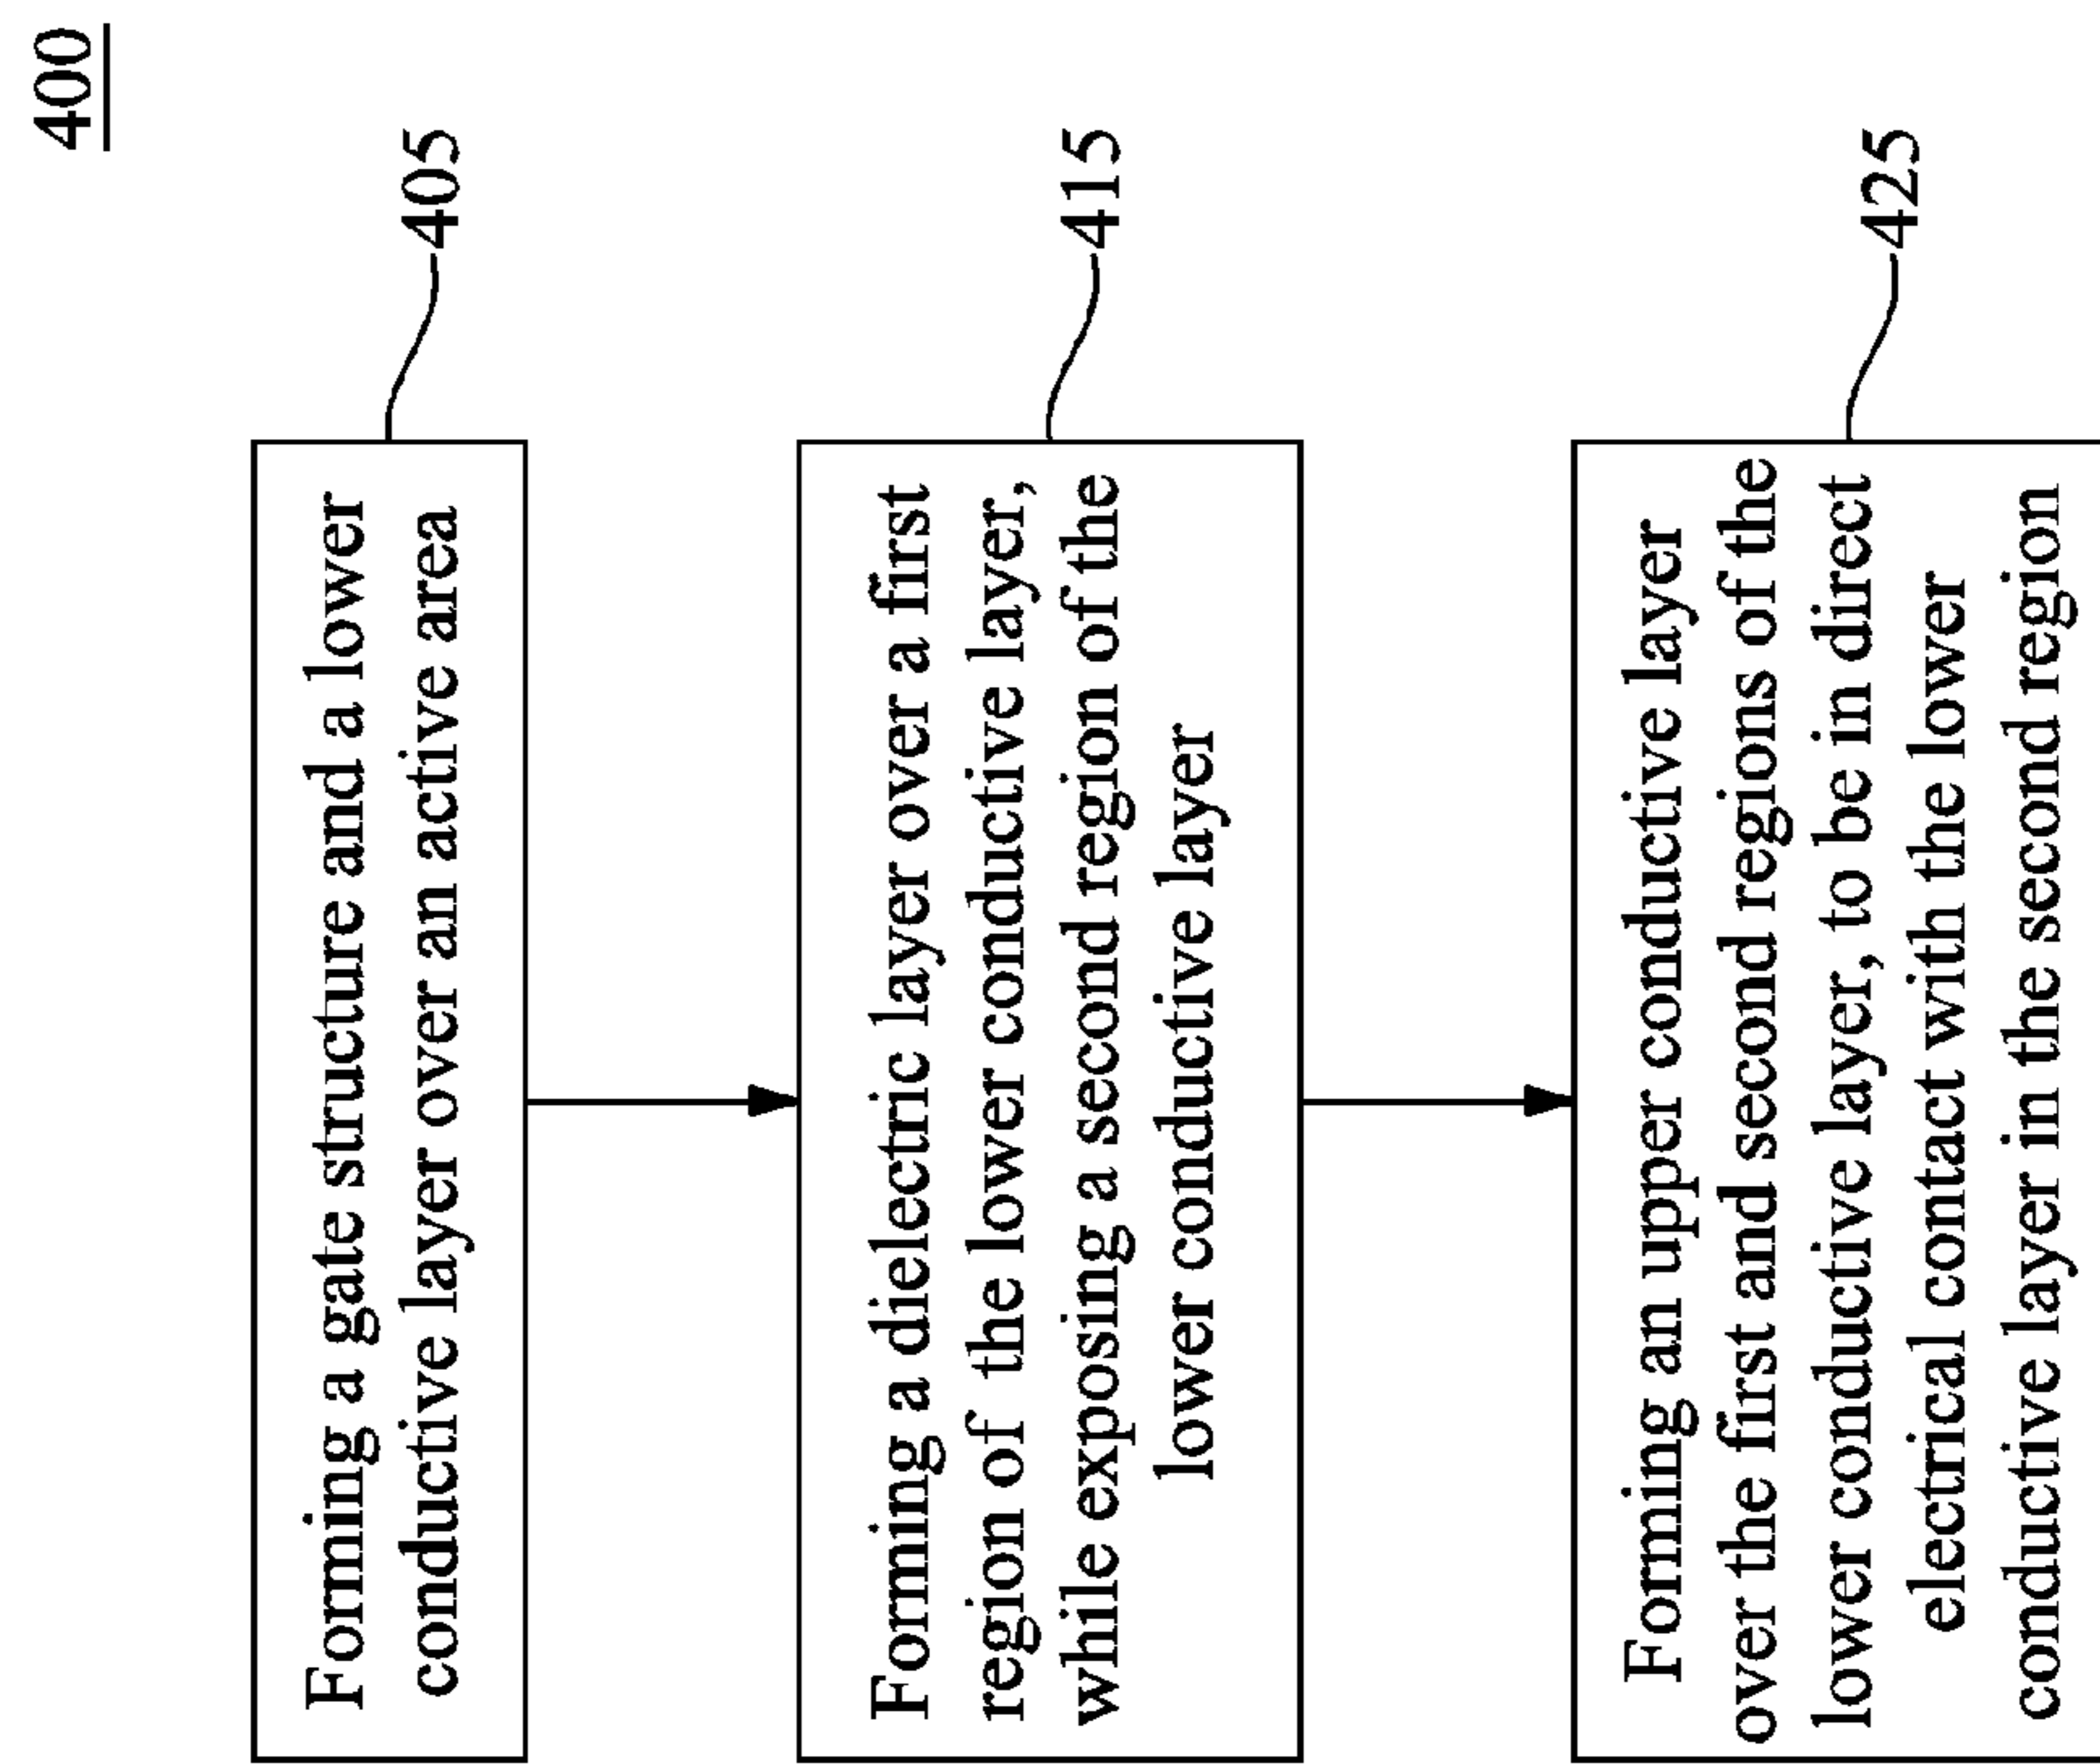 400
Forming a gate structure and a lower
conductive layer over an active area
405
Forming a dielectric layer over a first
region of the lower conductive layer,
while exposing a second region of the
lower conductive layer
415
Forming an upper conductive layer
over the first and second regions of the
lower conductive layer, to be in direct
electrical contact with the lower
conductive layer in the second region
425